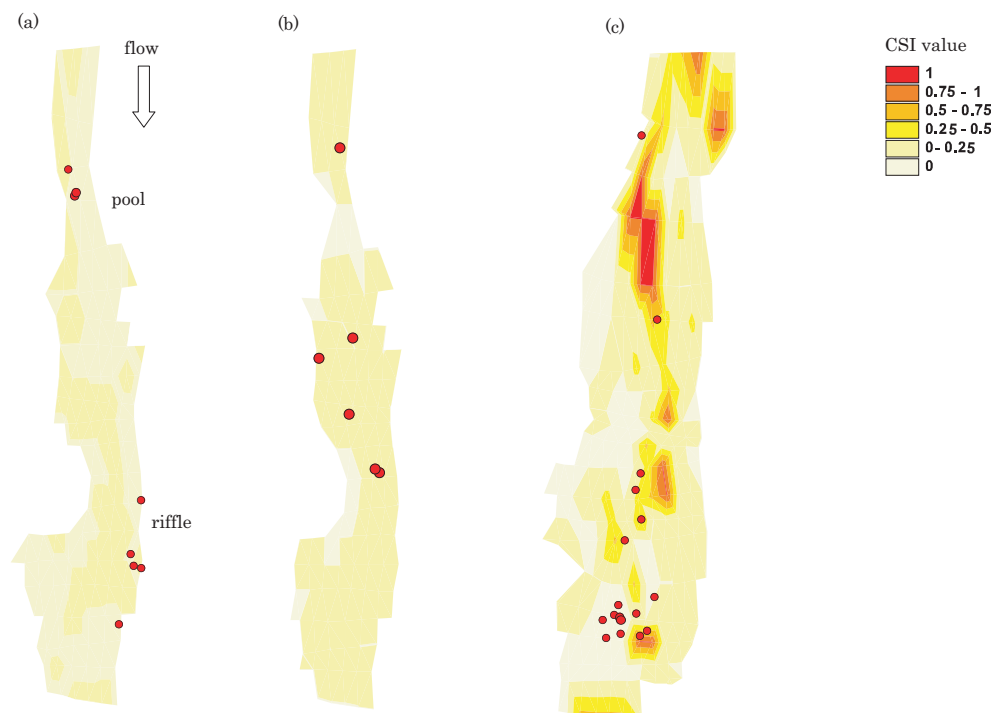 (a)
(b)
(c)
flow
pool
riffle
CSI value
1
0.75 - 1
0.5 - 0.75
0.25 - 0.5
0- 0.25
0